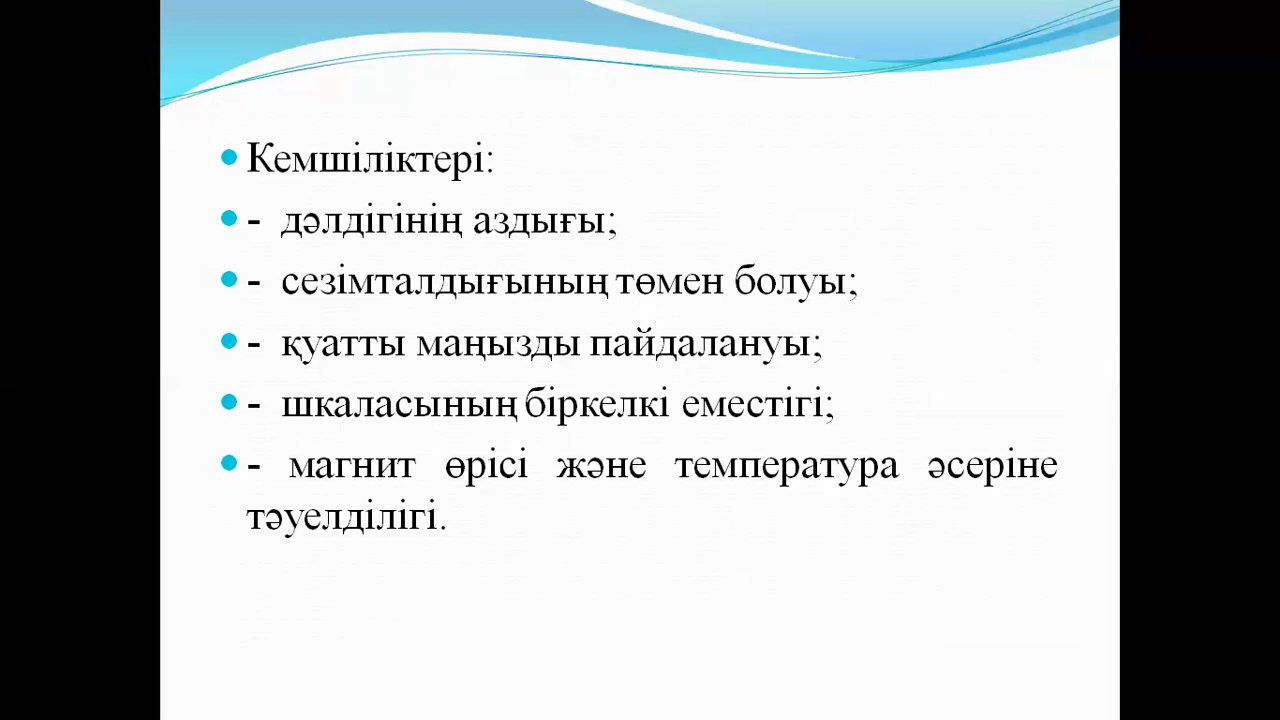 Кемшіліктері:
- дәлдігінің аздығы;
- сезімталдығының төмен болуы;
- қуатты маңызды пайдалануы;
- шкаласының біркелкі еместігі;
- магнит өрісі және температура әсеріне
тәуелділігі.